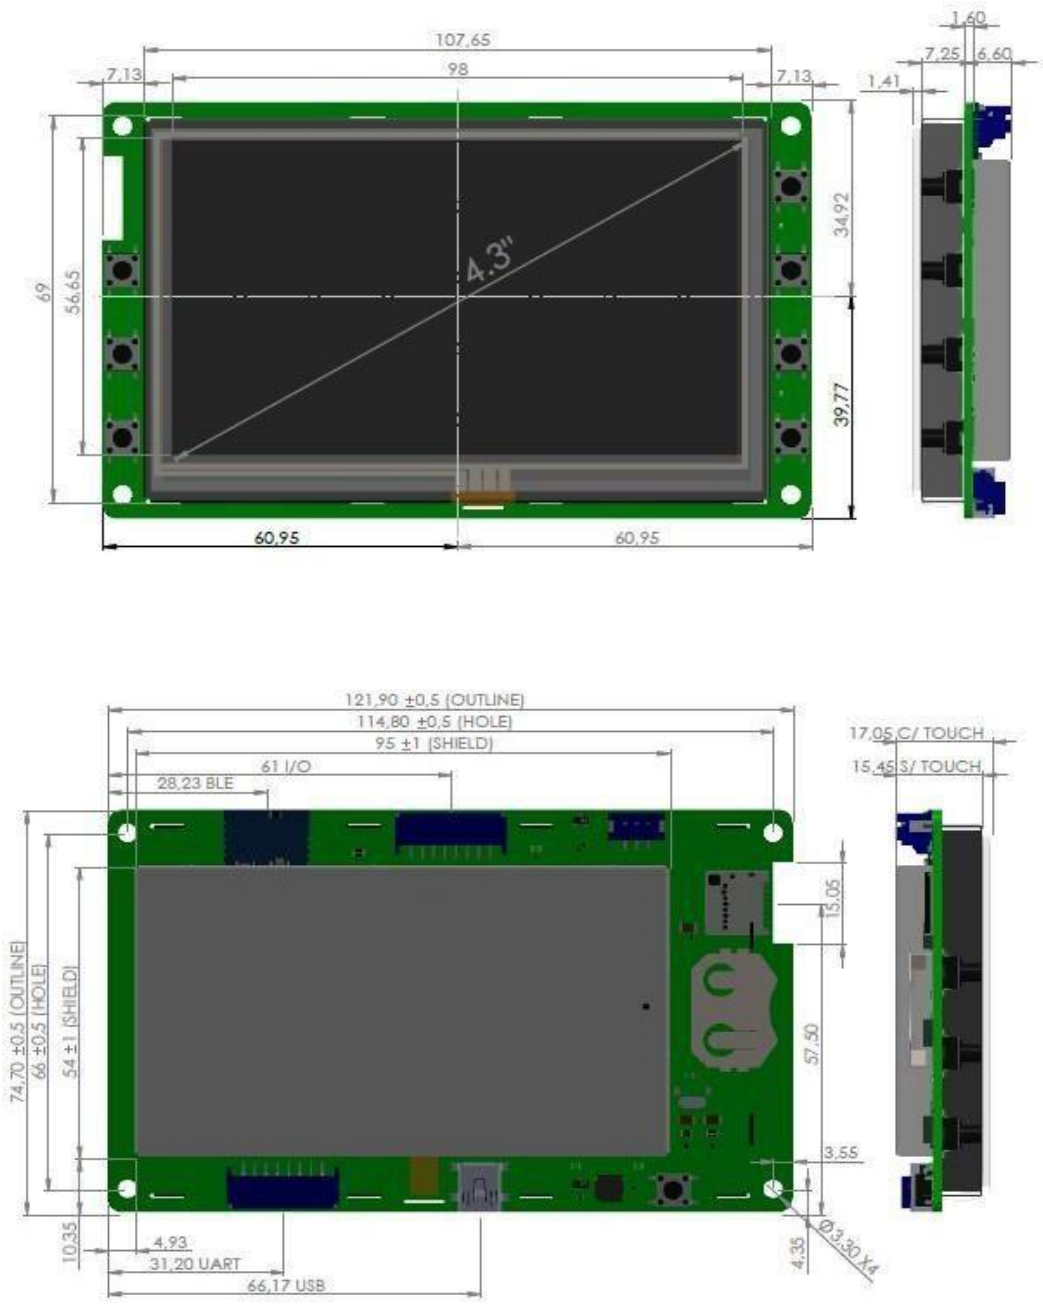 1,60
107,65
7,25
6,60
7,13
98
7,13
1,41
34,92
4.3"
69
56,65
39,77
60,95
60,95
121,90 ±0,5 (OUTLINE)
114,80 ±0,5 (HOLE)
95 ±1 (SHIELD)
17,05 C/ TOUCH
61 I/O
15,45 S/ TOUCH
28,23 BLE
15,05
74,70 ±0,5 (OUTLINE)
66 ±0,5 (HOLE)
54 ±1 (SHIELD)
57,50
3,55
10,35
4,93
Ø3,30 X4
4,35
31,20 UART
66,17 USB